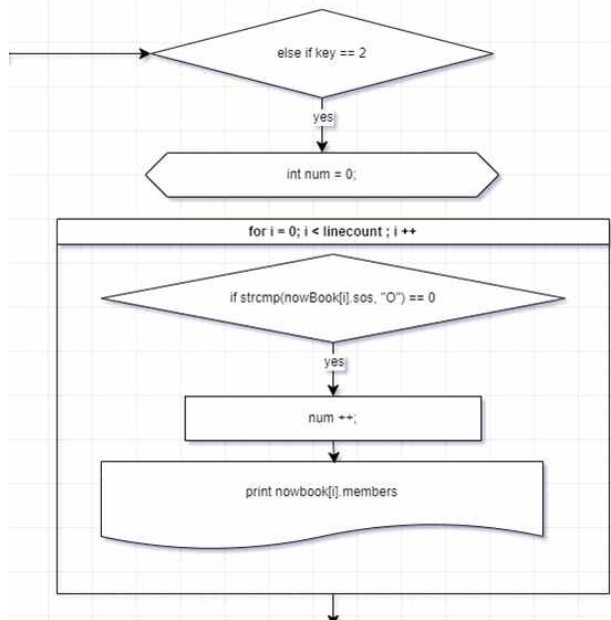 else if key == 2
yes
int num = 0;
for i = 0; i < linecount ; i ++
if strcmp(nowBook[i].sos, "O") == 0
yes
num ++;
print nowbook[i].members